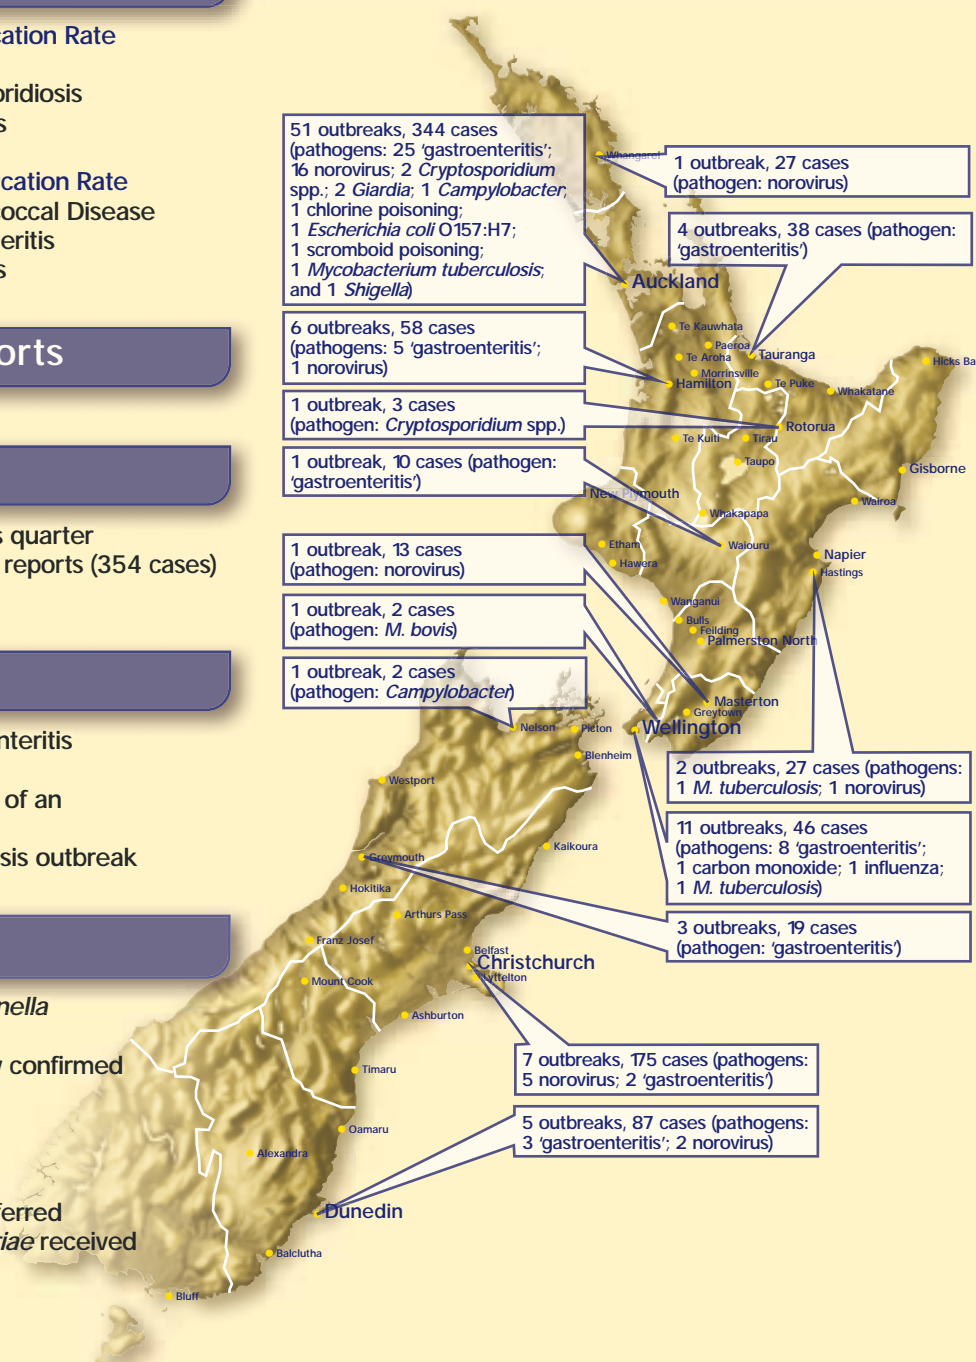 cation Rate
oridiosis
s
cation Rate
occal Disease
eritis
s
orts
s quarter
reports (354 cases)
nteritis
of an
sis outbreak
nella
y confirmed
ferred
riae received
51 outbreaks, 344 cases
(pathogens: 25 'gastroenteritis';
16 norovirus; 2 Cryptosporidium
spp.; 2 Giardia; 1 Campylobacter;
1 chlorine poisoning;
1 Escherichia coli O157:H7;
1 scromboid poisoning;
1 Mycobacterium tuberculosis;
and 1 Shigella)
6 outbreaks, 58 cases
(pathogens: 5 'gastroenteritis';
1 norovirus)
1 outbreak, 3 cases
(pathogen: Cryptosporidium spp.)
1 outbreak, 10 cases (pathogen:
'gastroenteritis')
1 outbreak, 13 cases
(pathogen: norovirus)
1 outbreak, 2 cases
(pathogen: M. bovis)
1 outbreak, 2 cases
(pathogen: Campylobacter)
1 outbreak, 27 cases
(pathogen: norovirus)
4 outbreaks, 38 cases (pathogen:
'gastroenteritis')
2 outbreaks, 27 cases (pathogens:
1 M. tuberculosis; 1 norovirus)
11 outbreaks, 46 cases
(pathogens: 8 'gastroenteritis';
1 carbon monoxide; 1 influenza;
1 M. tuberculosis)
3 outbreaks, 19 cases
(pathogen: 'gastroenteritis')
7 outbreaks, 175 cases (pathogens:
5 norovirus; 2 'gastroenteritis')
5 outbreaks, 87 cases (pathogens:
3 'gastroenteritis'; 2 norovirus)
Whangarei
Auckland
Te Kauwhata
Paeroa
Te Aroha
Tauranga
Hicks Ba
Morrinsville
Hamilton
Te Puke
Whakatane
Rotorua
Te Kuiti
Tirau
Taupo
Gisborne
New Plymouth
Wairoa
Whakapapa
Etham
Waiouru
Napier
Hawera
Hastings
Wanganui
Bulls
Feilding
Palmerston North
Masterton
Greytown
Wellington
Nelson
Picton
Blenheim
Westport
Kaikoura
Greymouth
Hokitika
Arthurs Pass
Franz Josef
Belfast
Christchurch
Lyttelton
Mount Cook
Ashburton
Timaru
Oamaru
Alexandra
Dunedin
Balclutha
Bluff